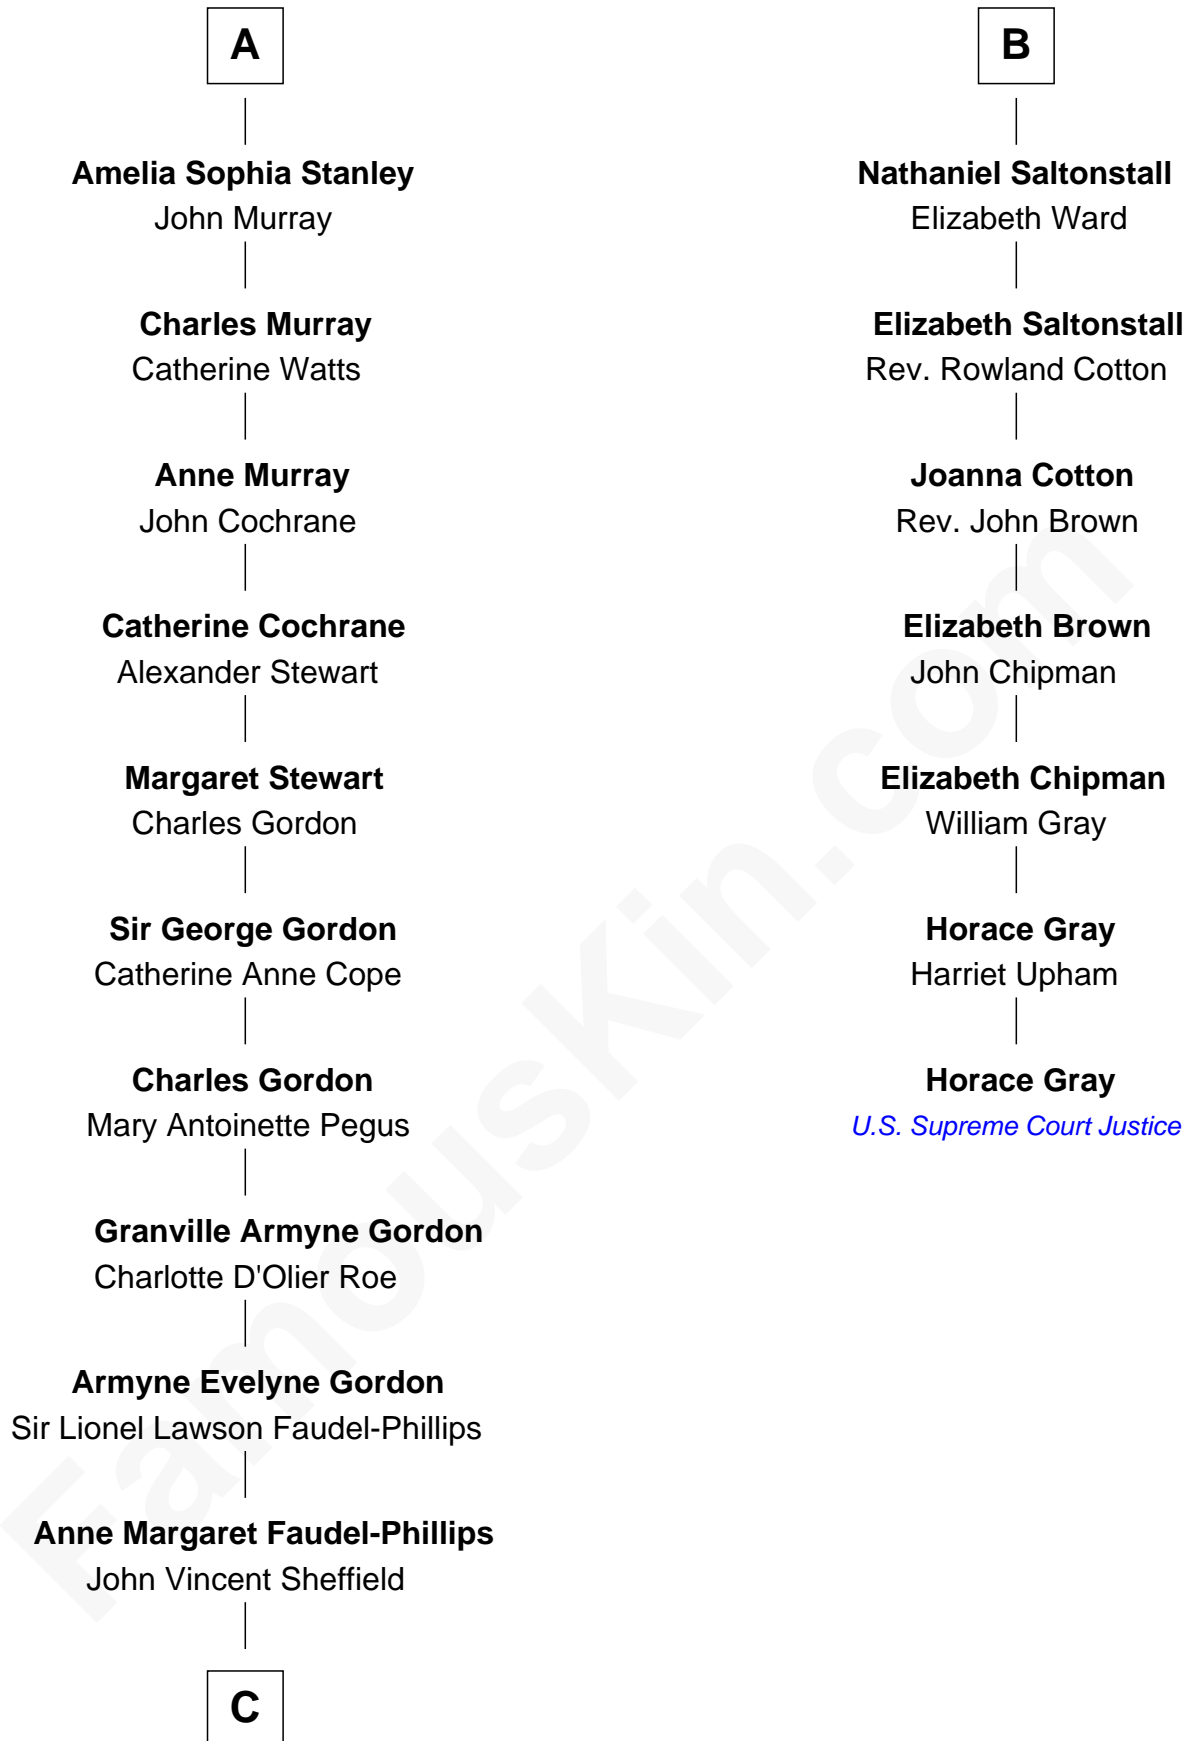 A
Amelia Sophia Stanley
John Murray
Charles Murray
Catherine Watts
Anne Murray
John Cochrane
Catherine Cochrane
Alexander Stewart
Margaret Stewart
Charles Gordon
Sir George Gordon
Catherine Anne Cope
Charles Gordon
Mary Antoinette Pegus
Granville Armyne Gordon
Charlotte D'Olier Roe
Armyne Evelyne Gordon
Sir Lionel Lawson Faudel-Phillips
Anne Margaret Faudel-Phillips
John Vincent Sheffield
C
B
Nathaniel Saltonstall
Elizabeth Ward
Elizabeth Saltonstall
Rev. Rowland Cotton
Joanna Cotton
Rev. John Brown
Elizabeth Brown
John Chipman
Elizabeth Chipman
William Gray
Horace Gray
Harriet Upham
Horace Gray
U.S. Supreme Court Justice
FamousKin.com